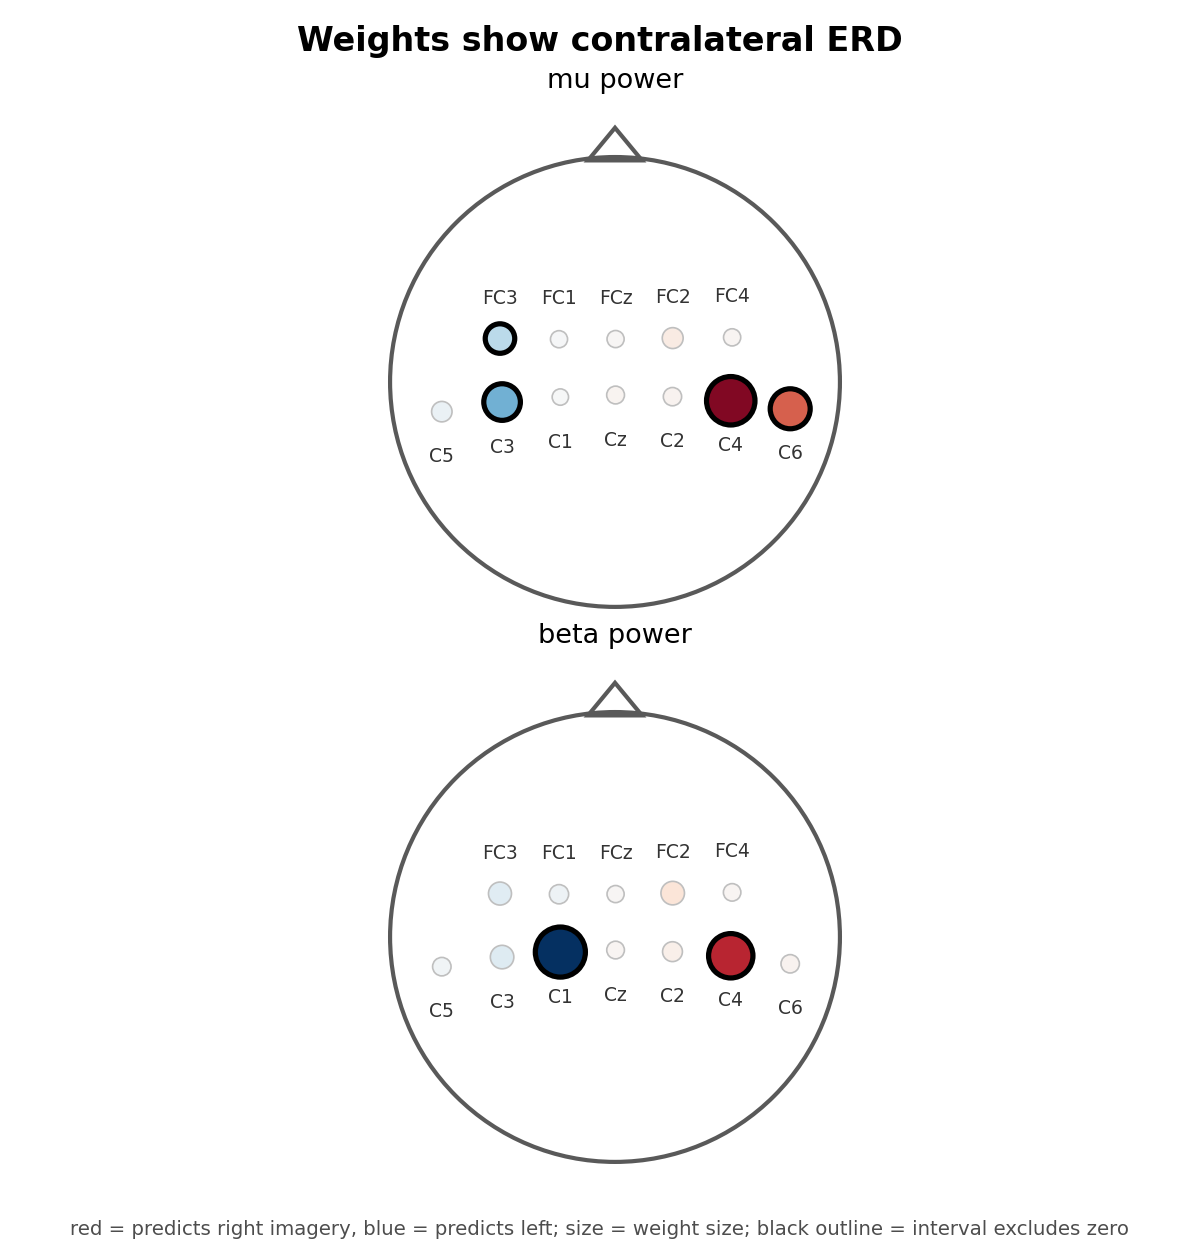 Weights show contralateral ERD
mu power
FC3 FC1 FCz FC2 FC4
C5 C3 C1 Cz C2 C4 C6
beta power
FC3 FC1 FCz FC2 FC4
C5 C3 C1 Cz C2 C4 C6
red = predicts right imagery, blue = predicts left; size = weight size; black outline = interval excludes zero